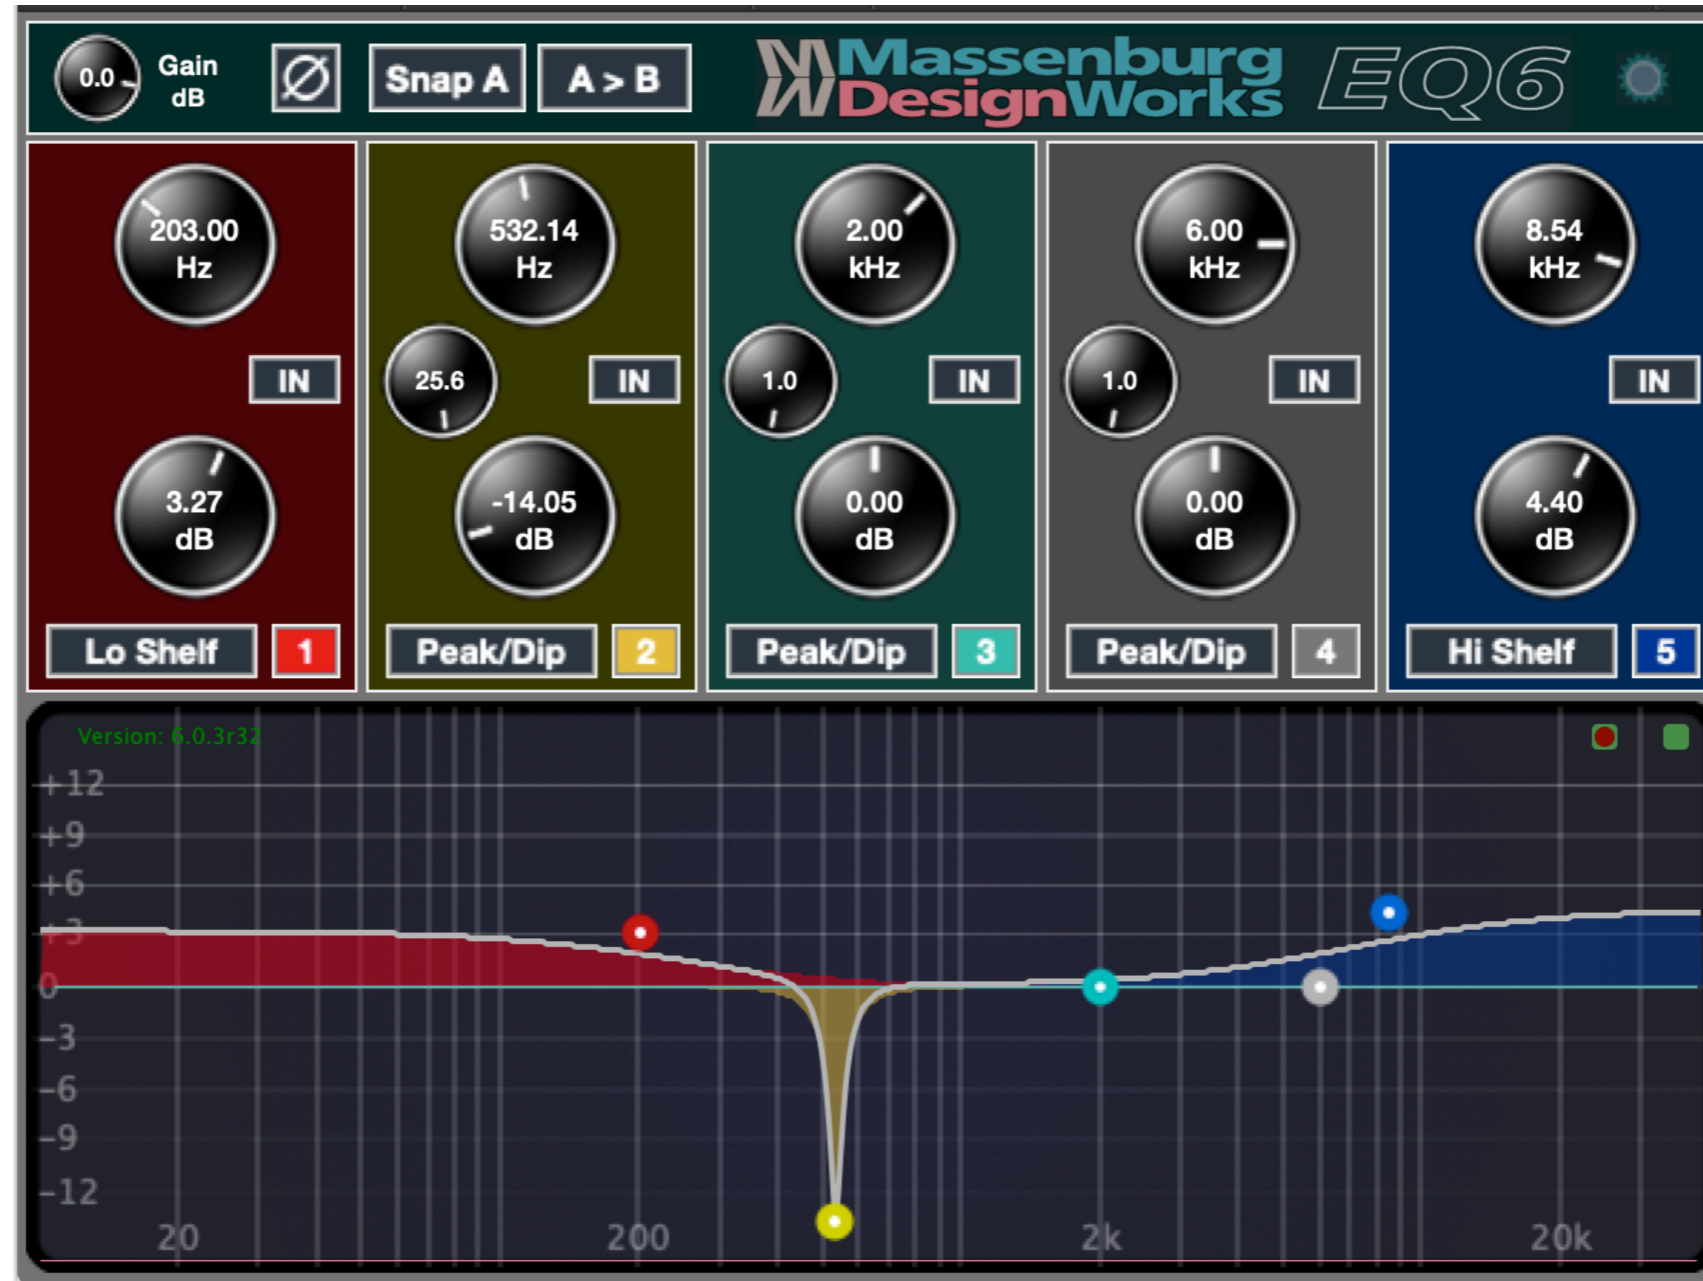 0.0
Gain
dB
Ø
Snap A
A > B
Massenburg
DesignWorks
EQ6
203.00
Hz
IN
3.27
dB
Lo Shelf
1
532.14
Hz
25.6
IN
-14.05
dB
Peak/Dip
2
2.00
kHz
1.0
IN
0.00
dB
Peak/Dip
3
6.00
kHz
1.0
IN
0.00
dB
Peak/Dip
4
8.54
kHz
IN
4.40
dB
Hi Shelf
5
Version: 6.0.3r32
+12
+9
+6
+3
0
-3
-6
-9
-12
20 200 2k 20k